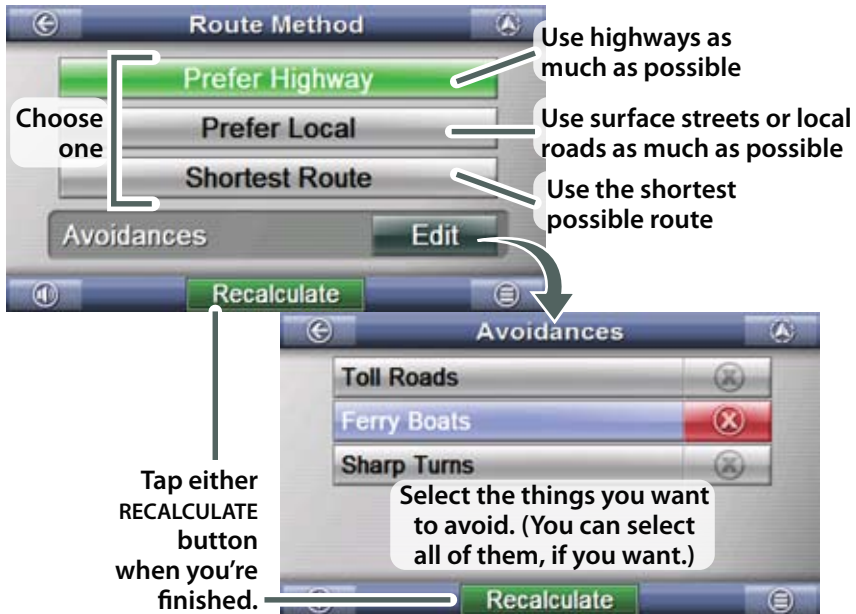 Route Method
Use highways as
much as possible
Prefer Highway
Choose
one
Prefer Local
Use surface streets or local
roads as much as possible
Shortest Route
Use the shortest
possible route
Avoidances
Edit
Recalculate
Avoidances
Toll Roads
Ferry Boats
Sharp Turns
Select the things you want
to avoid. (You can select
all of them, if you want.)
Tap either
RECALCULATE
button
when you're
finished.
Recalculate